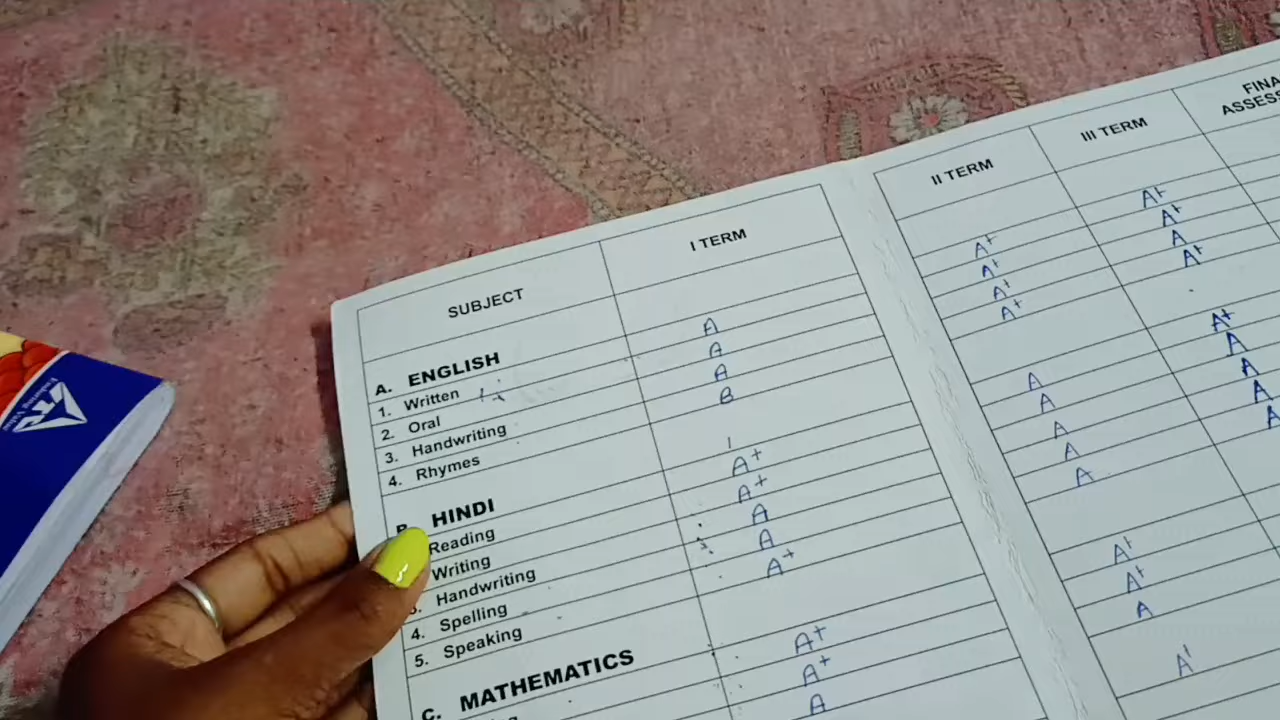 SUBJECT I TERM II TERM III TERM
A. ENGLISH
1. Written A A+ A+
2. Oral A A+ A+
3. Handwriting A A+ A
4. Rhymes B A+ A+
HINDI
Reading A+ A A+
Writing A+ A A
Handwriting A A A
4. Spelling A A A
5. Speaking A+ A A
C. MATHEMATICS
A+ A+
A+ A+
A A